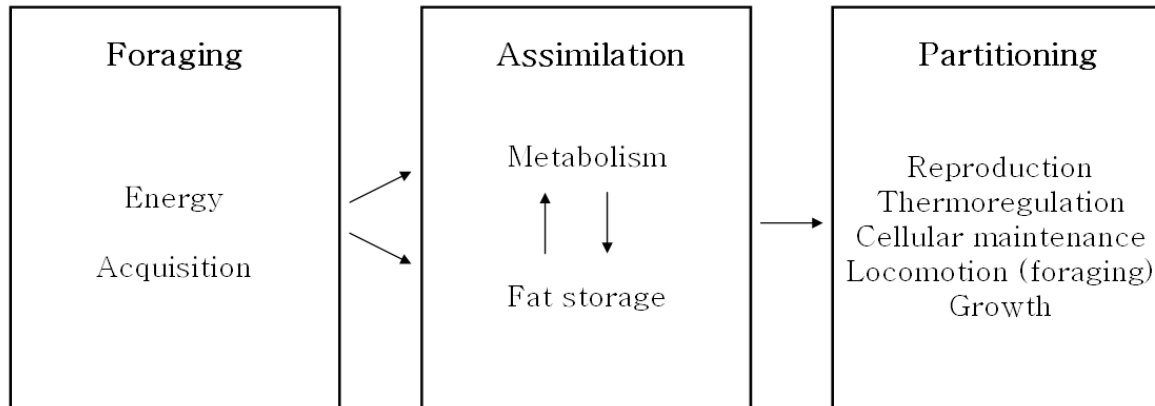 Foraging
Energy
Acquisition
Assimilation
Metabolism
Fat storage
Partitioning
Reproduction
Thermoregulation
Cellular maintenance
Locomotion (foraging)
Growth